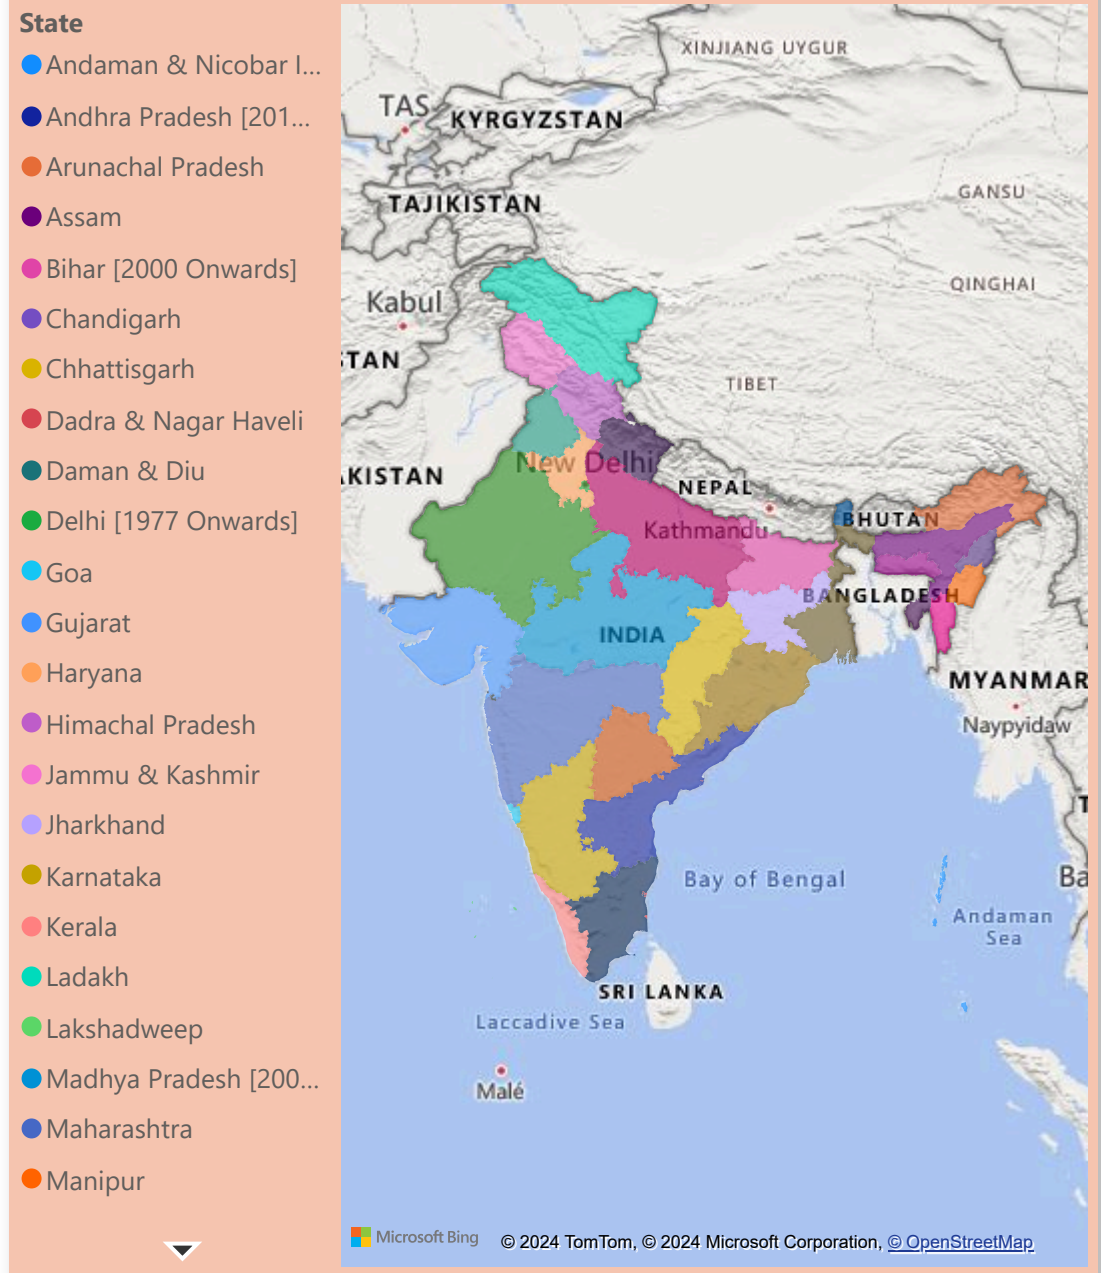 State
Andaman & Nicobar I...
Andhra Pradesh [201...
Arunachal Pradesh
Assam
Bihar [2000 Onwards]
Chandigarh
Chhattisgarh
Dadra & Nagar Haveli
Daman & Diu
Delhi [1977 Onwards]
Goa
Gujarat
Haryana
Himachal Pradesh
Jammu & Kashmir
Jharkhand
Karnataka
Kerala
Ladakh
Lakshadweep
Madhya Pradesh [200...
Maharashtra
Manipur
XINJIANG UYGUR
TAS
KYRGYZSTAN
GANSU
TAJIKISTAN
QINGHAI
Kabul
STAN
TIBET
New Delhi
AKISTAN
NEPAL
BHUTAN
Kathmandu
BANGLADESH
INDIA
MYANMAR
Naypyidaw
T
Ba
Bay of Bengal
Andaman
Sea
SRI LANKA
Laccadive Sea
Malé
Microsoft Bing
© 2024 TomTom, © 2024 Microsoft Corporation, © OpenStreetMap